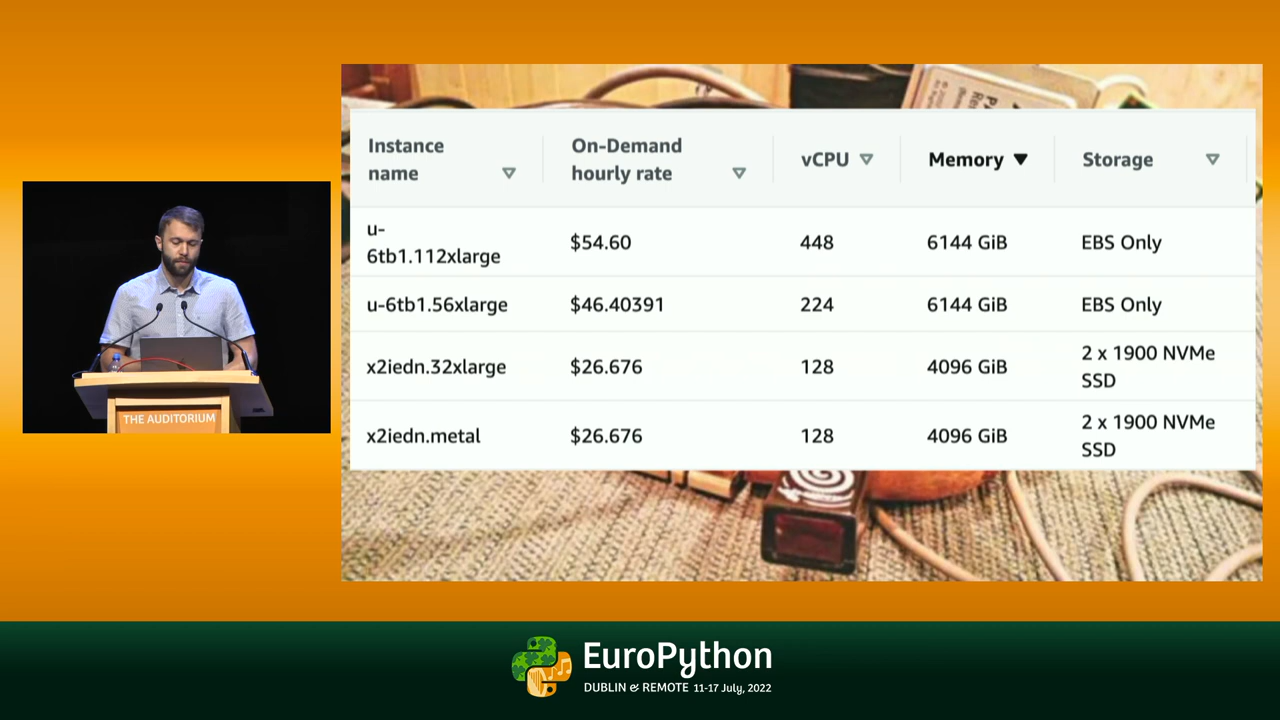 Instance
name
On-Demand
hourly rate
vCPU
Memory
Storage
u-
6tb1.112xlarge
$54.60
448
6144 GiB
EBS Only
u-6tb1.56xlarge
$46.40391
224
6144 GiB
EBS Only
x2iedn.32xlarge
$26.676
128
4096 GiB
2 x 1900 NVMe
SSD
x2iedn.metal
$26.676
128
4096 GiB
2 x 1900 NVMe
SSD
THE AUDITORIUM
EuroPython
DUBLIN & REMOTE 11-17 July, 2022